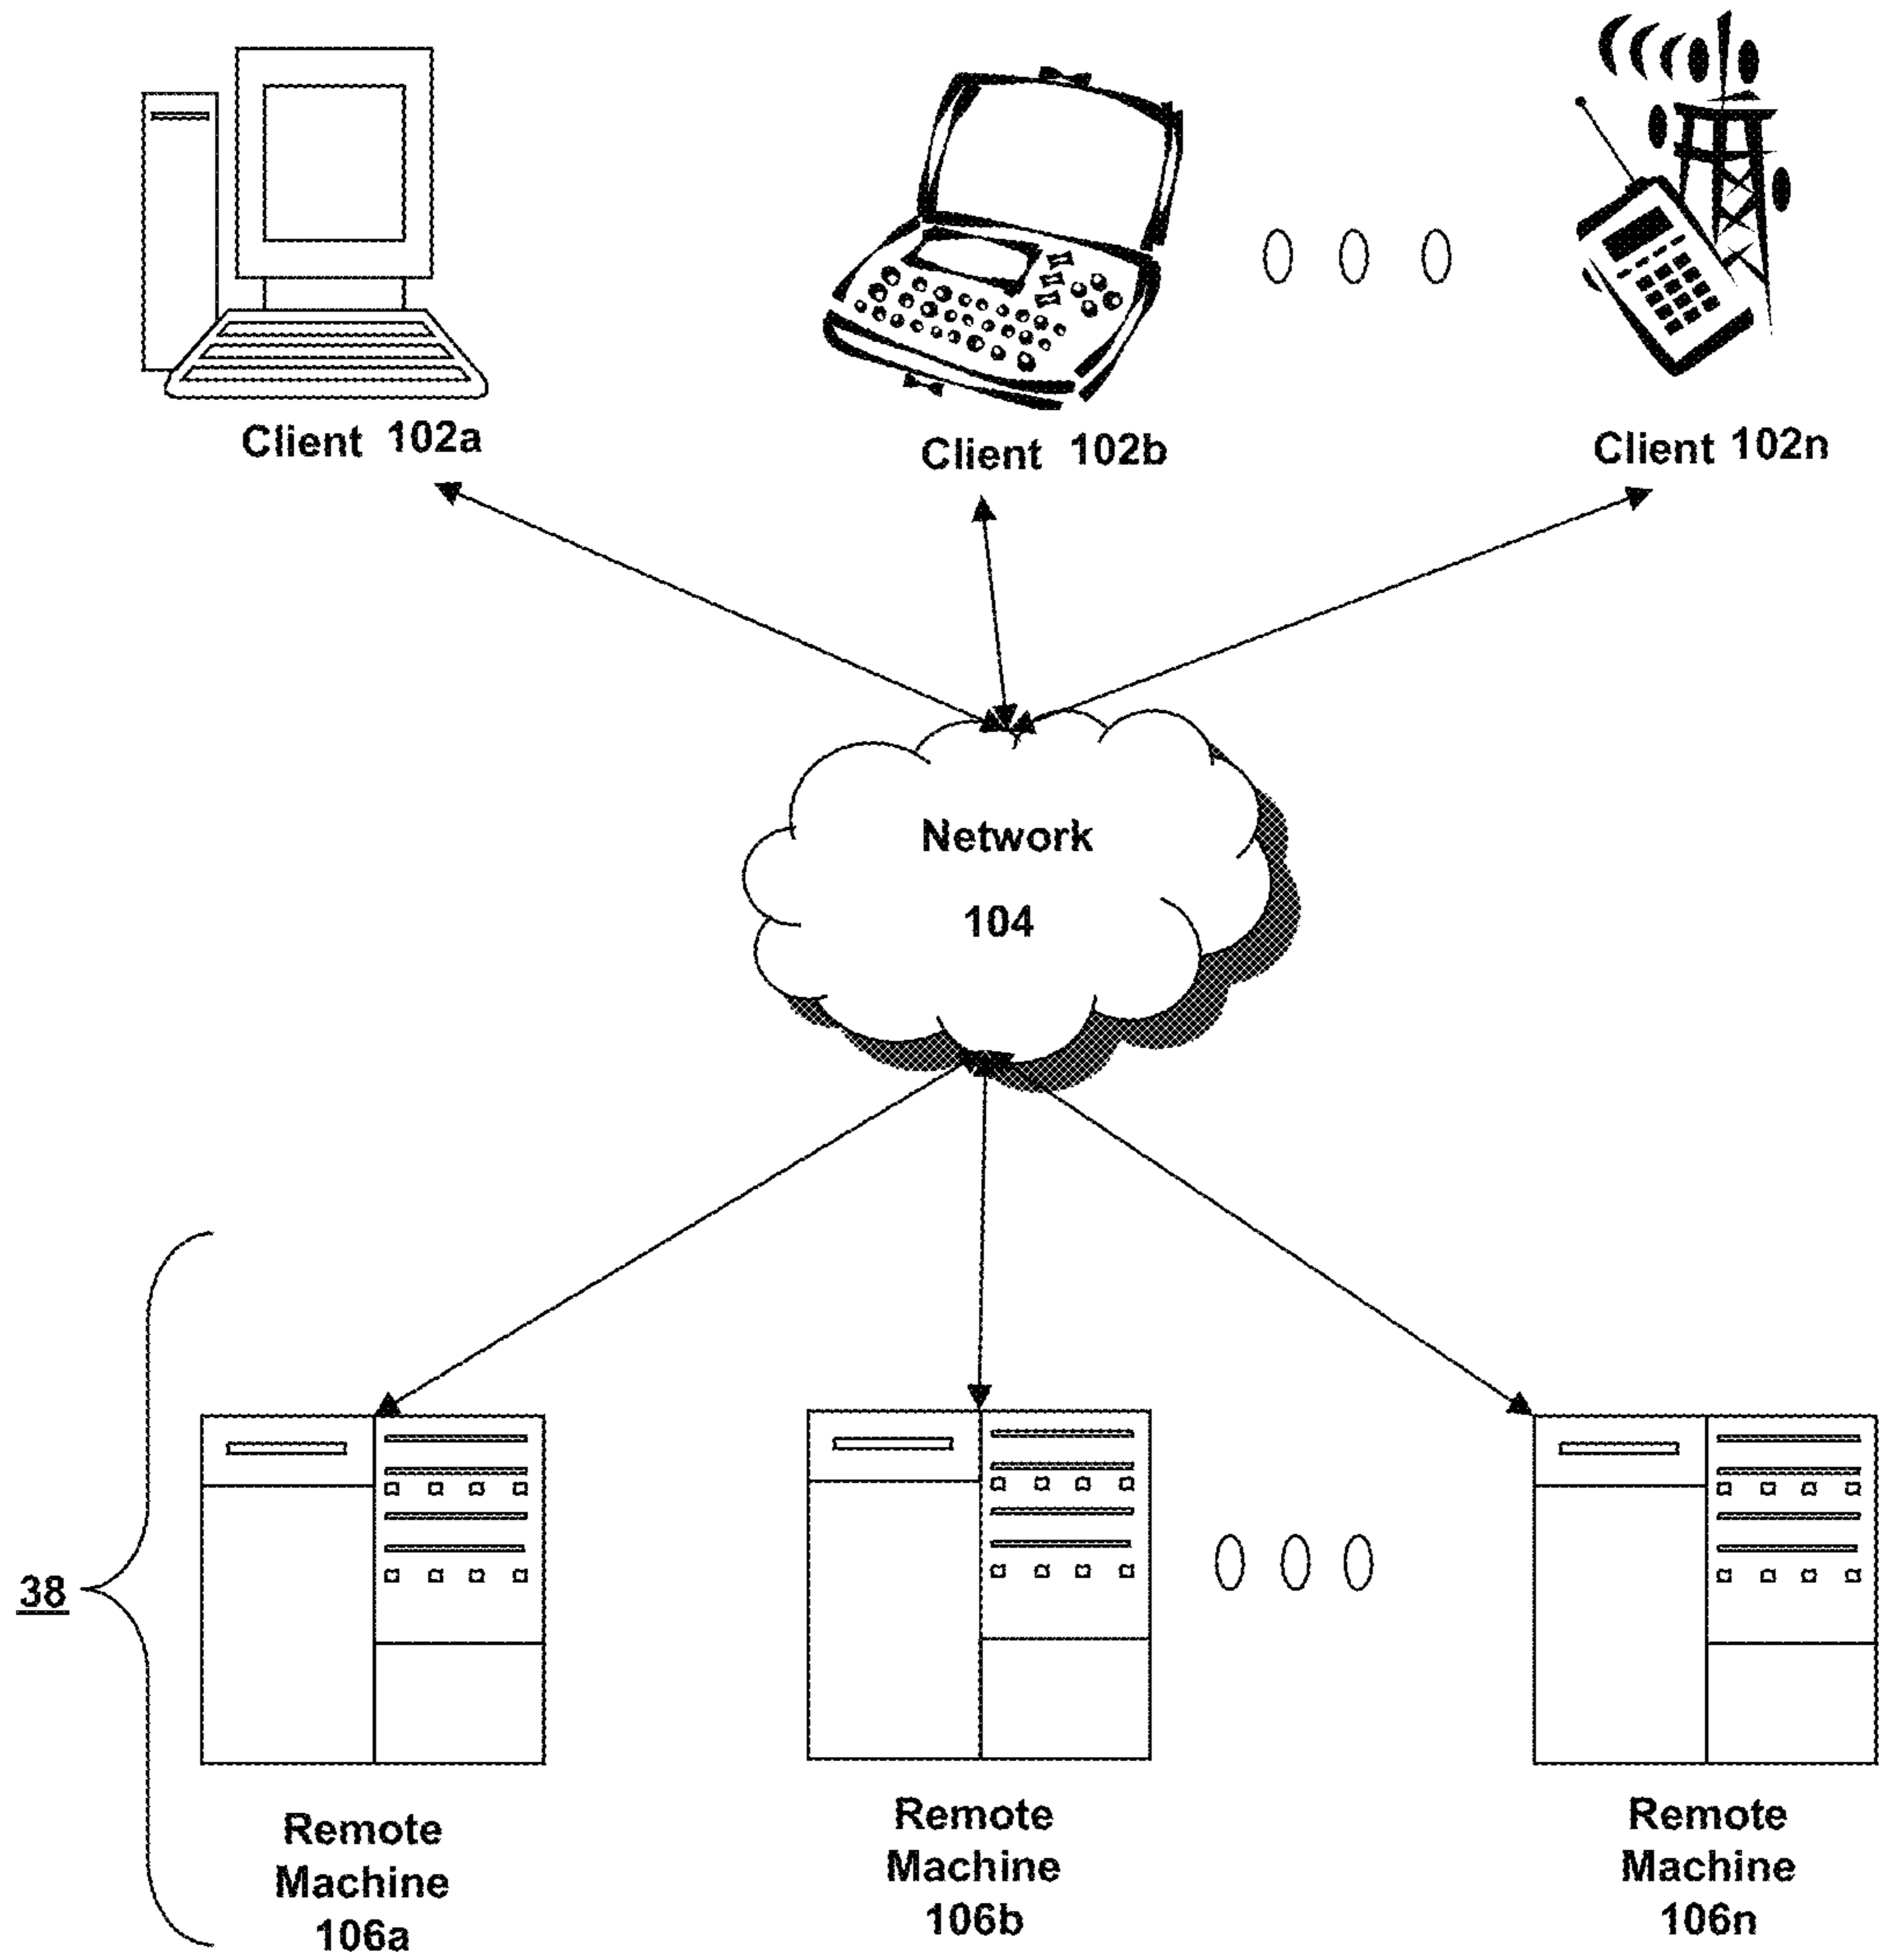 Client 102a
Client 102b
Client 102n
Network
104
38
Remote
Machine
106a
Remote
Machine
106b
Remote
Machine
106n